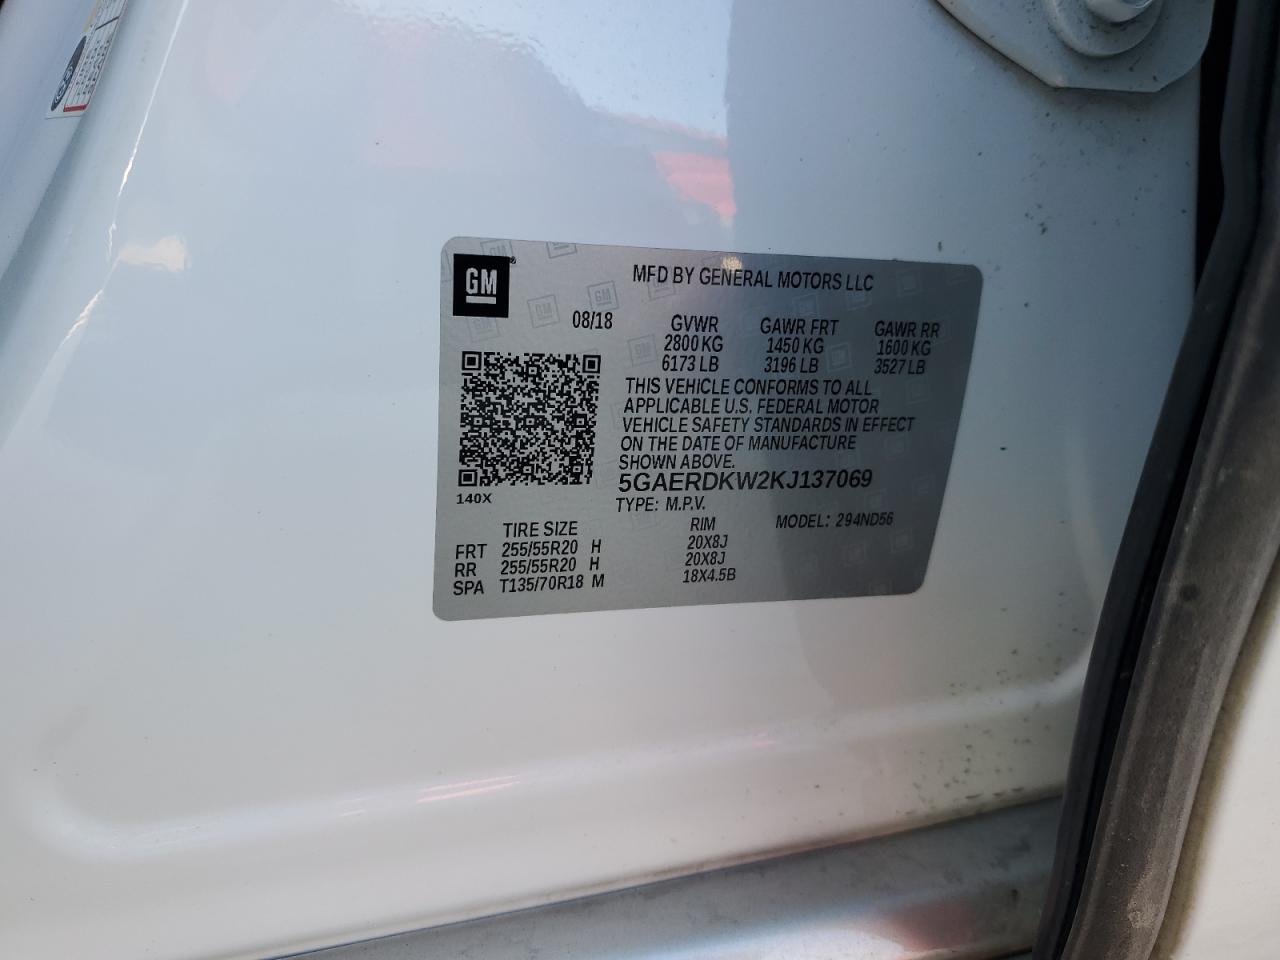 GM
MFD BY GENERAL MOTORS LLC
08/18 GVWR GAWR FRT GAWR RR
2800 KG 1450 KG 1600 KG
6173 LB 3196 LB 3527 LB
THIS VEHICLE CONFORMS TO ALL
APPLICABLE U.S. FEDERAL MOTOR
VEHICLE SAFETY STANDARDS IN EFFECT
ON THE DATE OF MANUFACTURE
SHOWN ABOVE.
5GAERDKW2KJ137069
140X
TYPE: M.P.V.
TIRE SIZE RIM MODEL: 294ND56
FRT 255/55R20 H 20X8J
RR 255/55R20 H 20X8J
SPA T135/70R18 M 18X4.5B